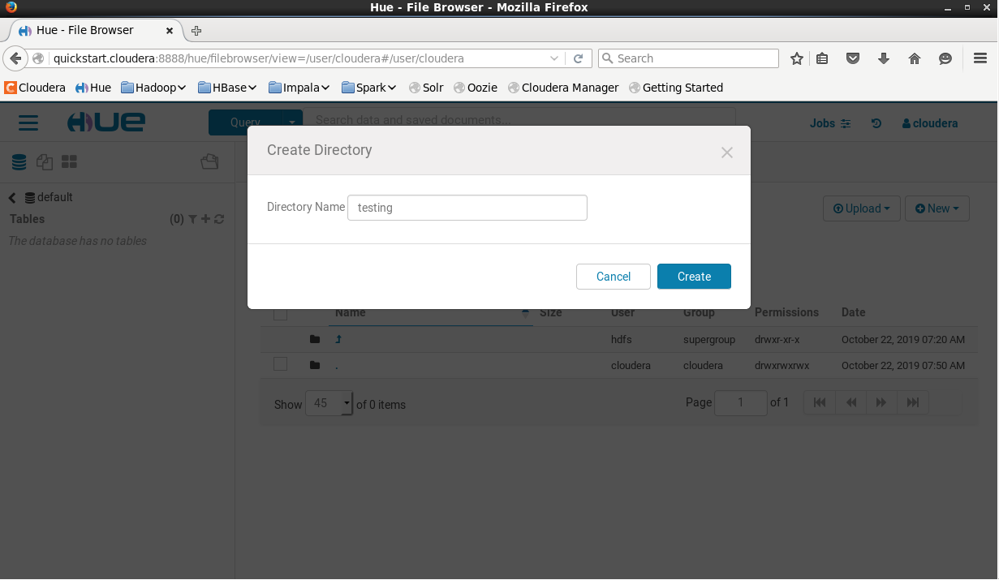 Hue - File Browser - Mozilla Firefox
Hue - File Browser
quickstart.cloudera:8888/hue/filebrowser/view=/user/cloudera#/user/cloudera
Search
Cloudera Hue Hadoop HBase Impala Spark Solr Oozie Cloudera Manager Getting Started
HUE Query Search data and saved documents... Jobs cloudera
Create Directory
default
Directory Name testing
Upload New
Tables (0)
The database has no tables
Cancel Create
Name Size User Group Permissions Date
hdfs supergroup drwxr-xr-x October 22, 2019 07:20 AM
. cloudera cloudera drwxrwxrwx October 22, 2019 07:50 AM
Show 45 of 0 items Page 1 of 1